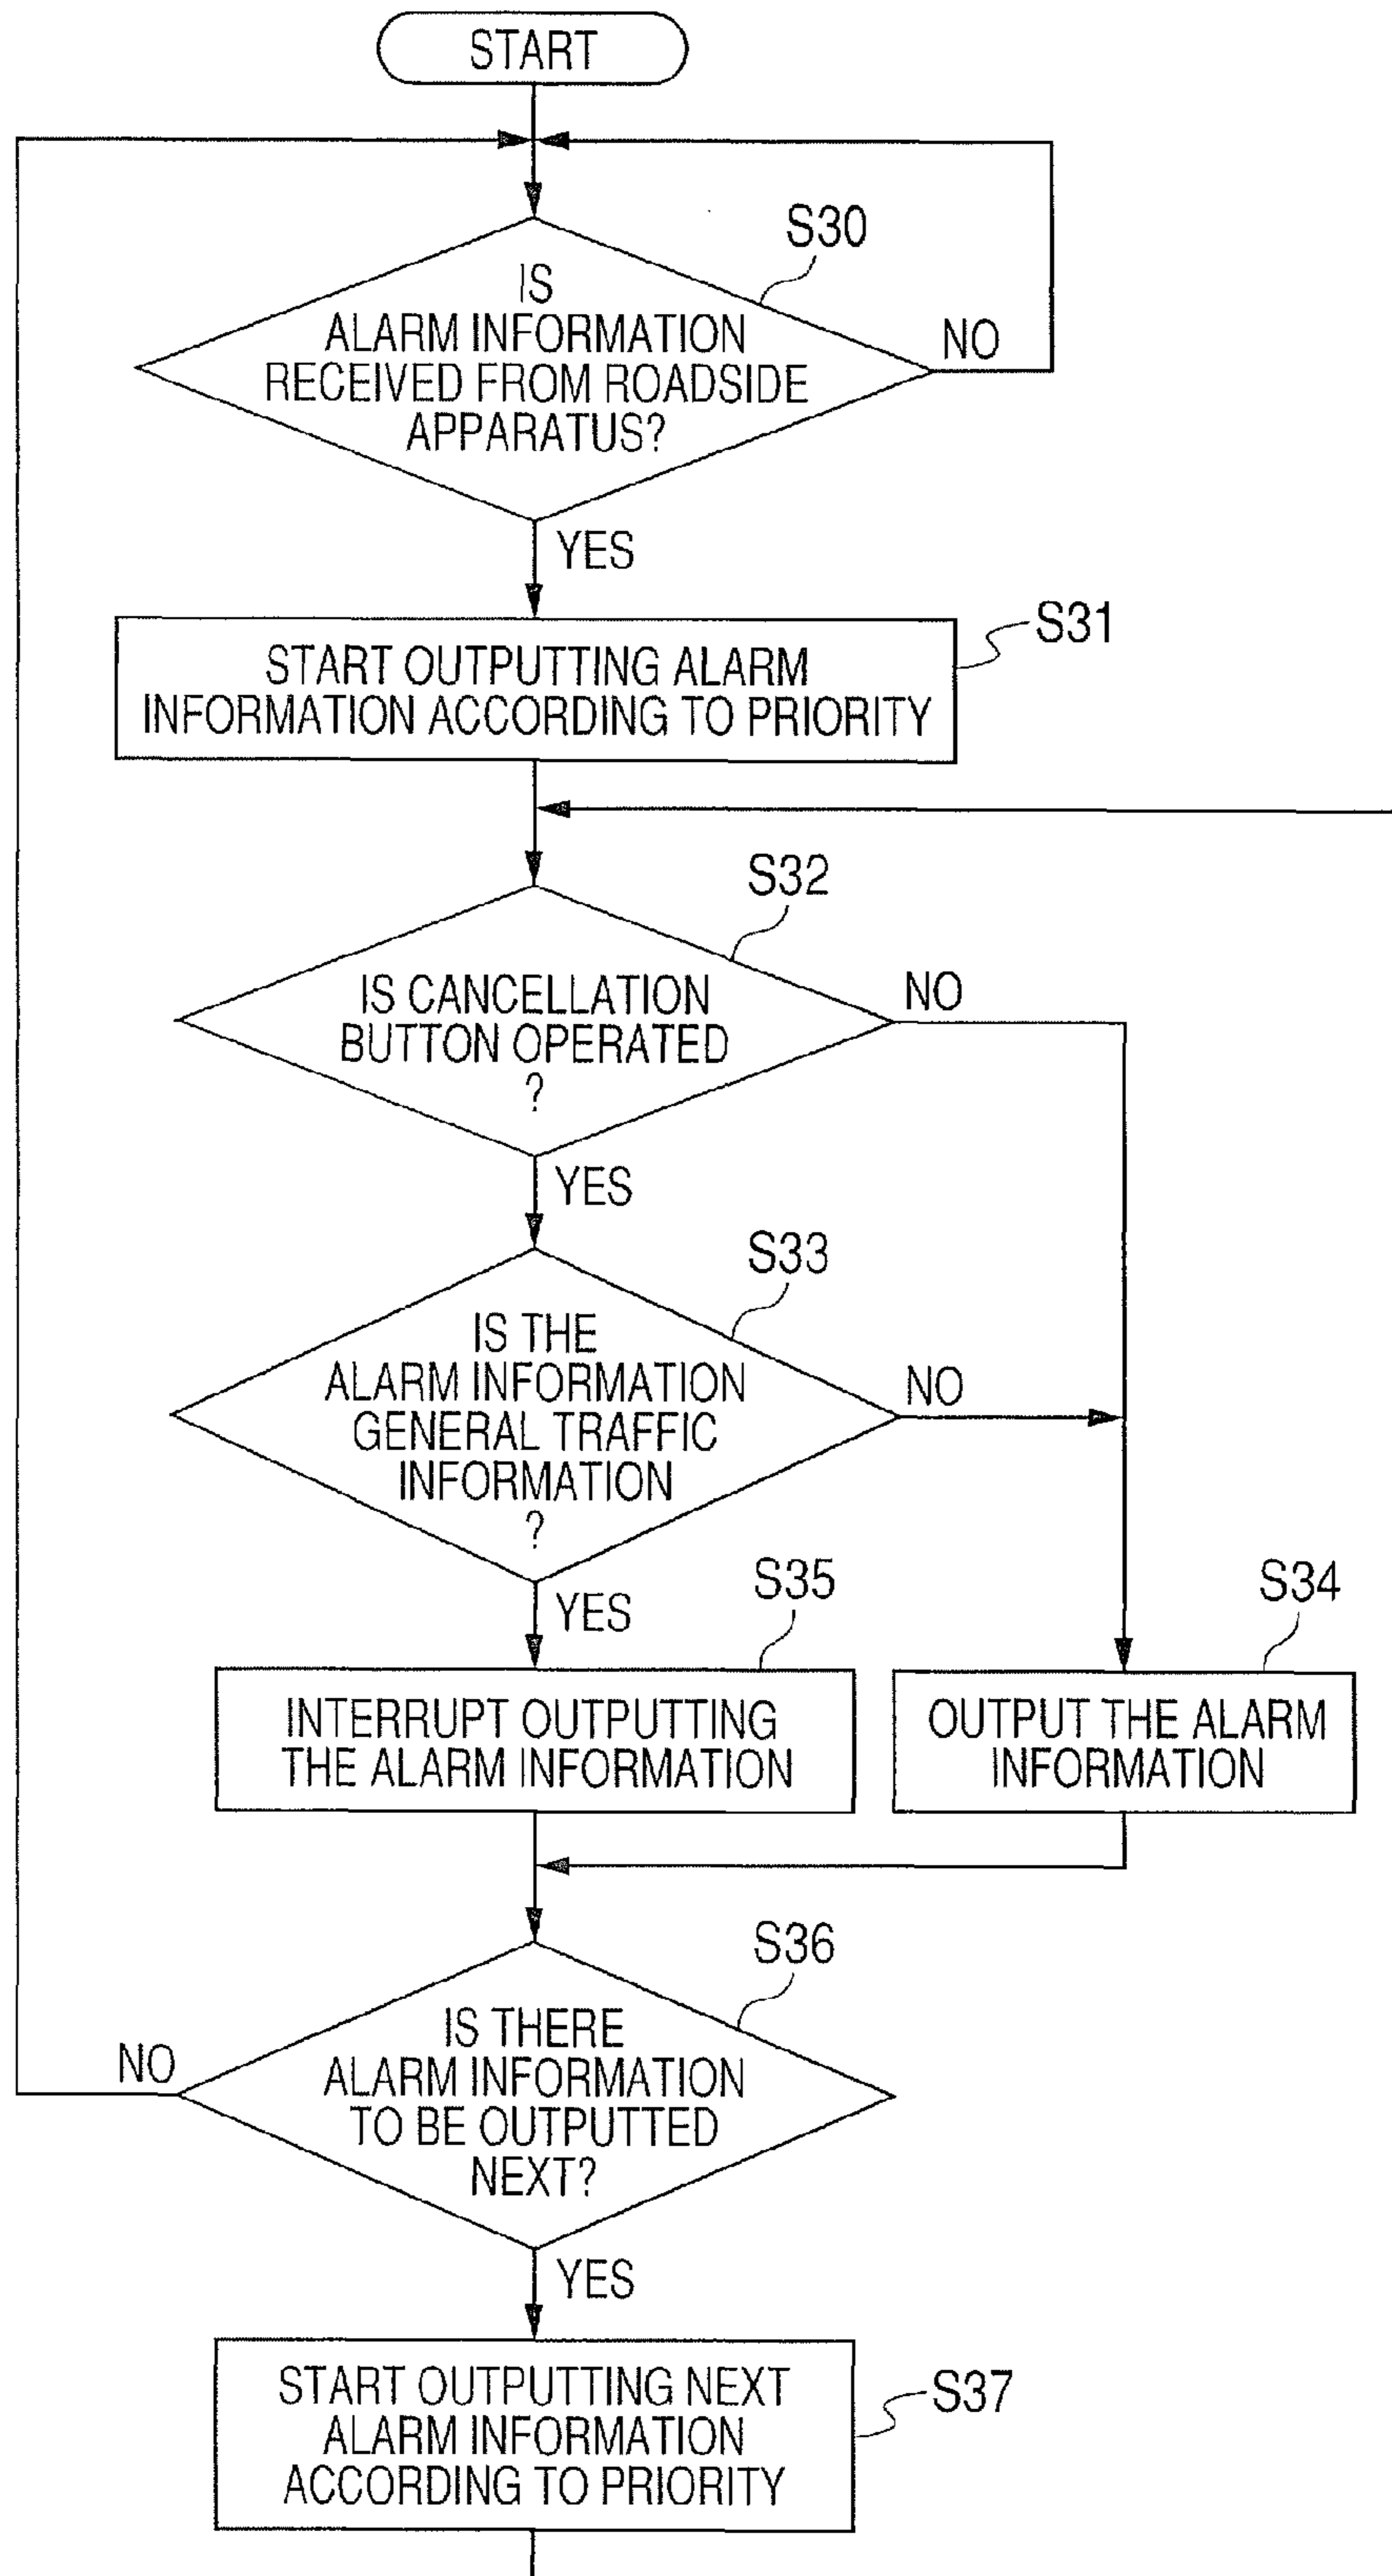 START
S30
IS
ALARM INFORMATION
RECEIVED FROM ROADSIDE
APPARATUS?
NO
YES
S31
START OUTPUTTING ALARM
INFORMATION ACCORDING TO PRIORITY
S32
IS CANCELLATION
BUTTON OPERATED
?
NO
YES
S33
IS THE
ALARM INFORMATION
GENERAL TRAFFIC
INFORMATION
?
NO
YES
S35
INTERRUPT OUTPUTTING
THE ALARM INFORMATION
S34
OUTPUT THE ALARM
INFORMATION
S36
IS THERE
ALARM INFORMATION
TO BE OUTPUTTED
NEXT?
NO
YES
S37
START OUTPUTTING NEXT
ALARM INFORMATION
ACCORDING TO PRIORITY